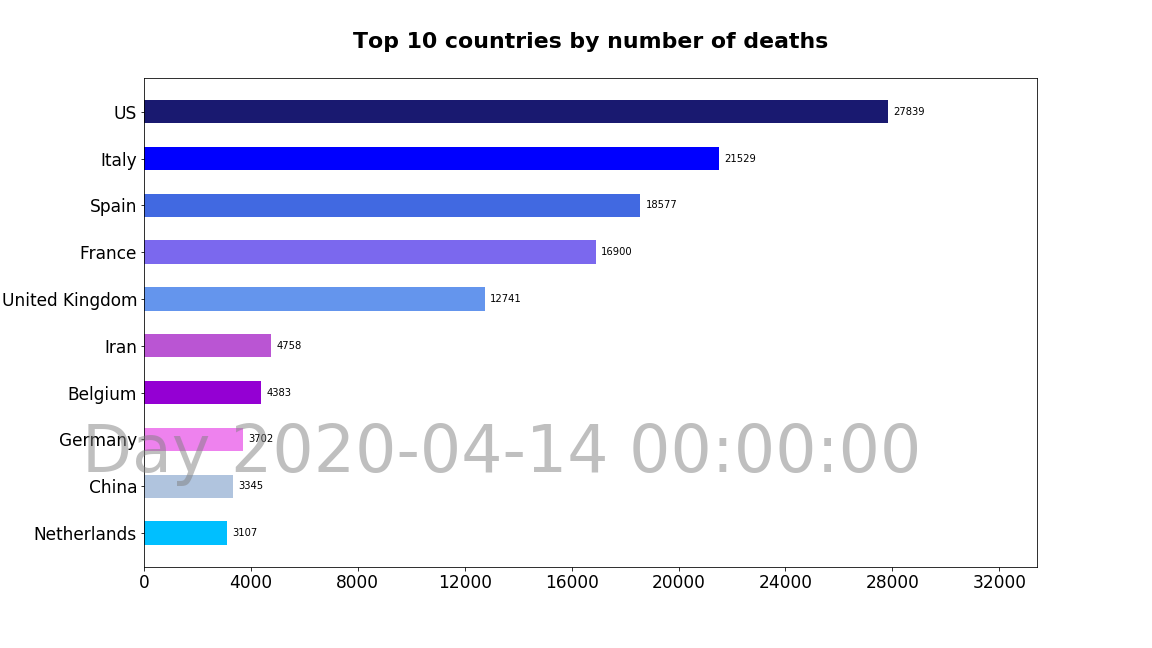 Top 10 countries by number of deaths
US 27839
Italy 21529
Spain 18577
France 16900
United Kingdom 12741
Iran 4758
Belgium 4383
Germany 3702
Day 2020-04-14 00:00:00
China 3345
Netherlands 3107
0 4000 8000 12000 16000 20000 24000 28000 32000